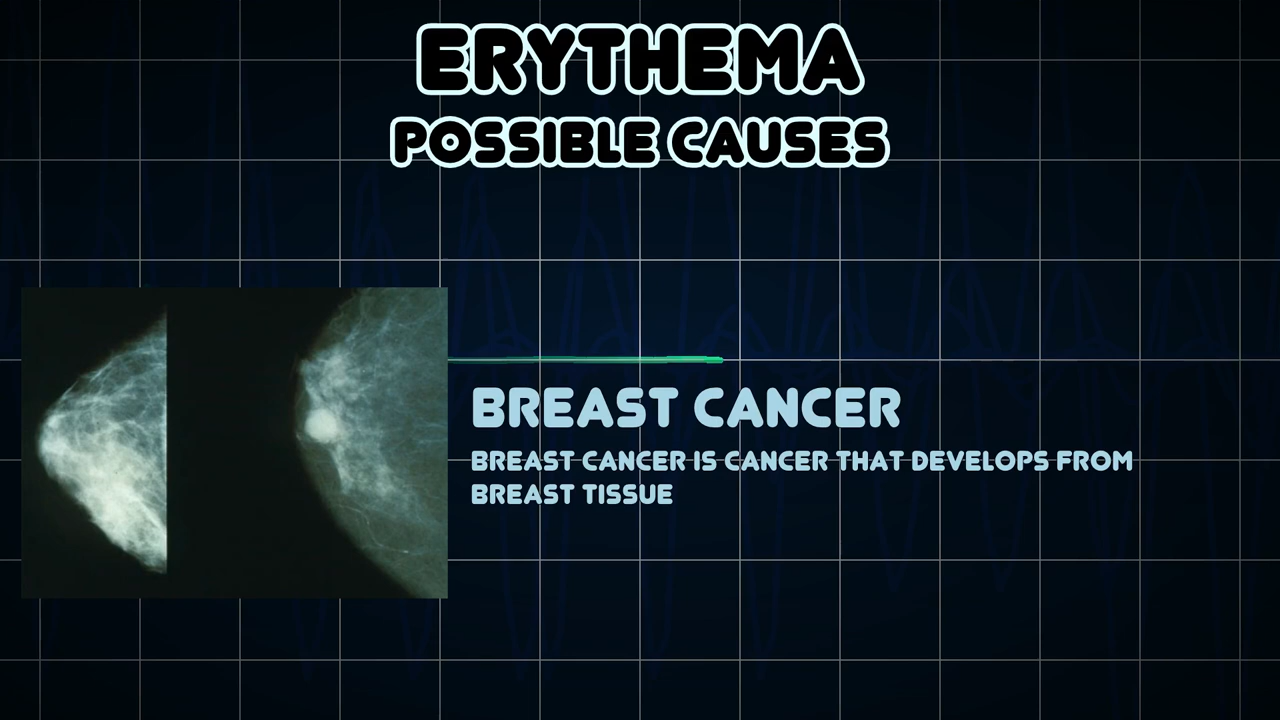 ERYTHEMA
POSSIBLE CAUSES
BREAST CANCER
BREAST CANCER IS CANCER THAT DEVELOPS FROM
BREAST TISSUE